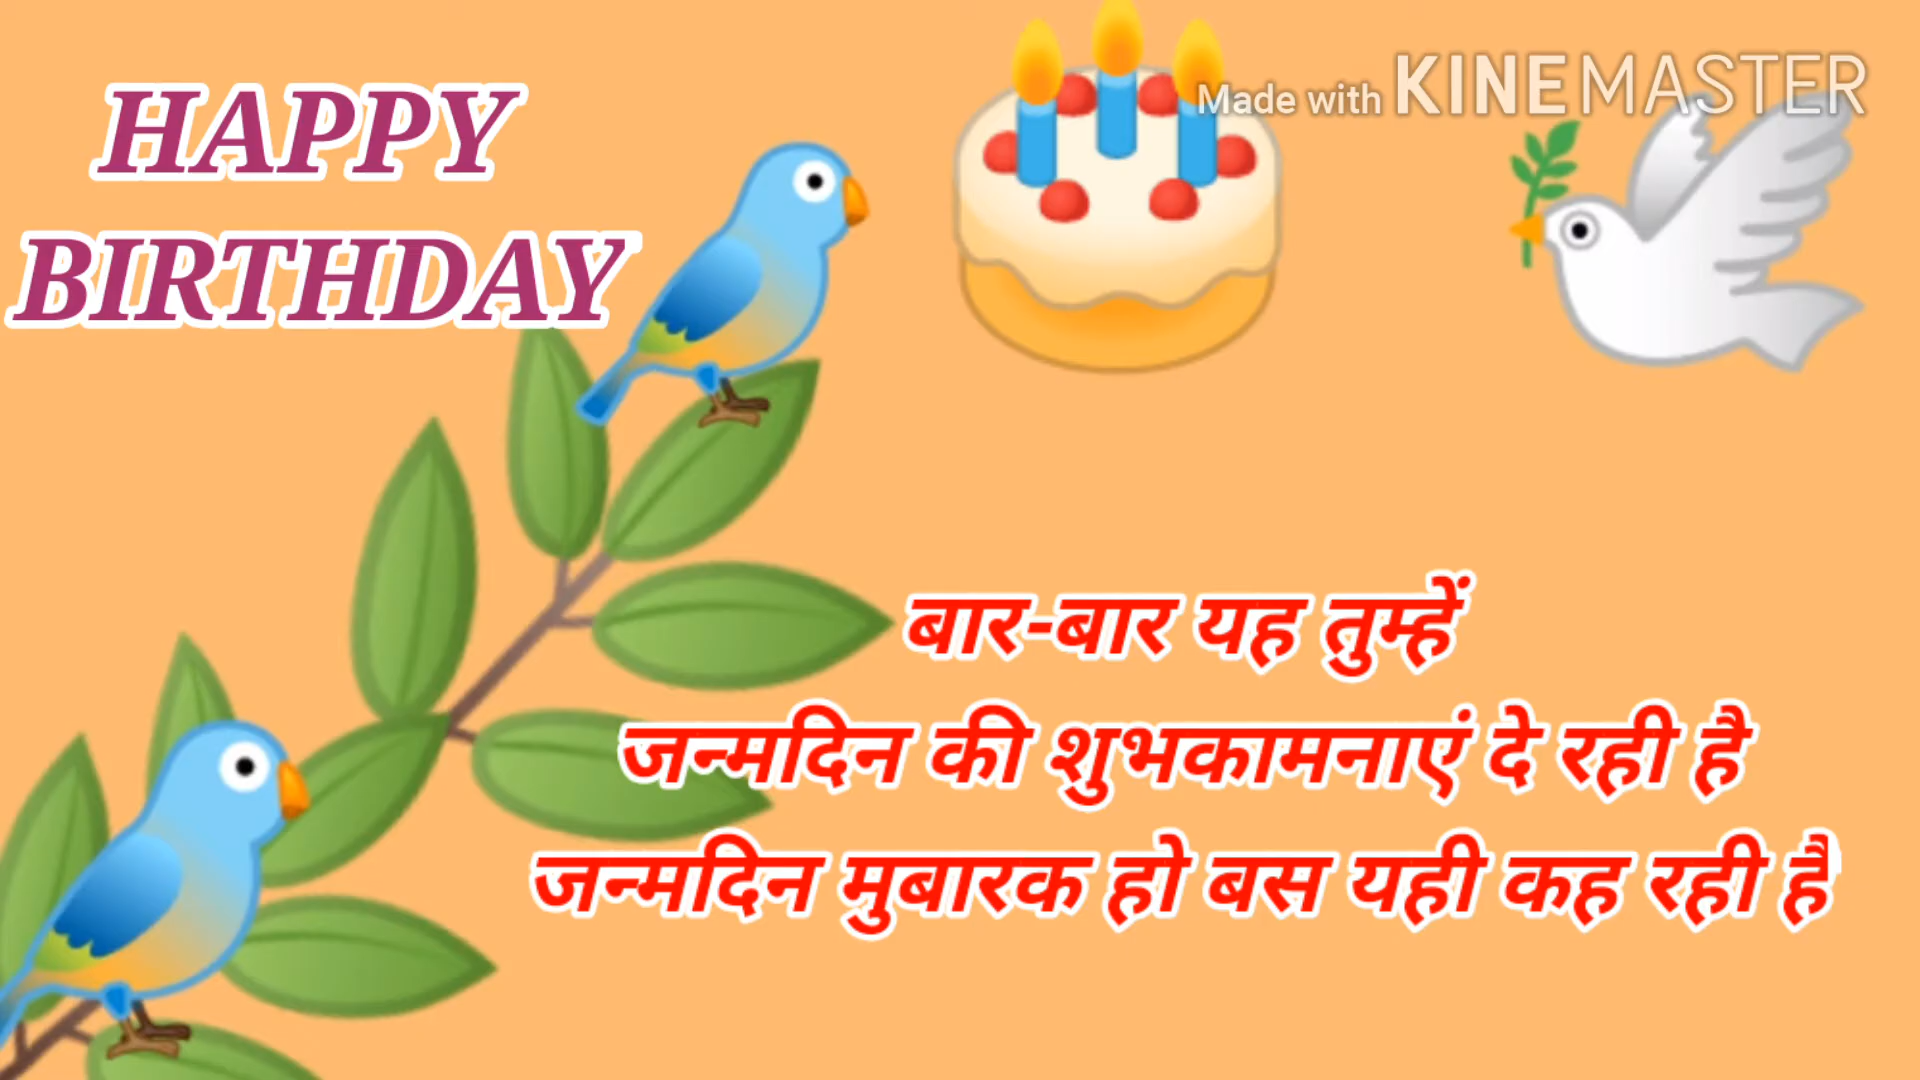 HAPPY
BIRTHDAY
Made with KINEMASTER
बार-बार यह तुम्हें
जन्मदिन की शुभकामनाएं दे रही है
जन्मदिन मुबारक हो बस यही कह रही है